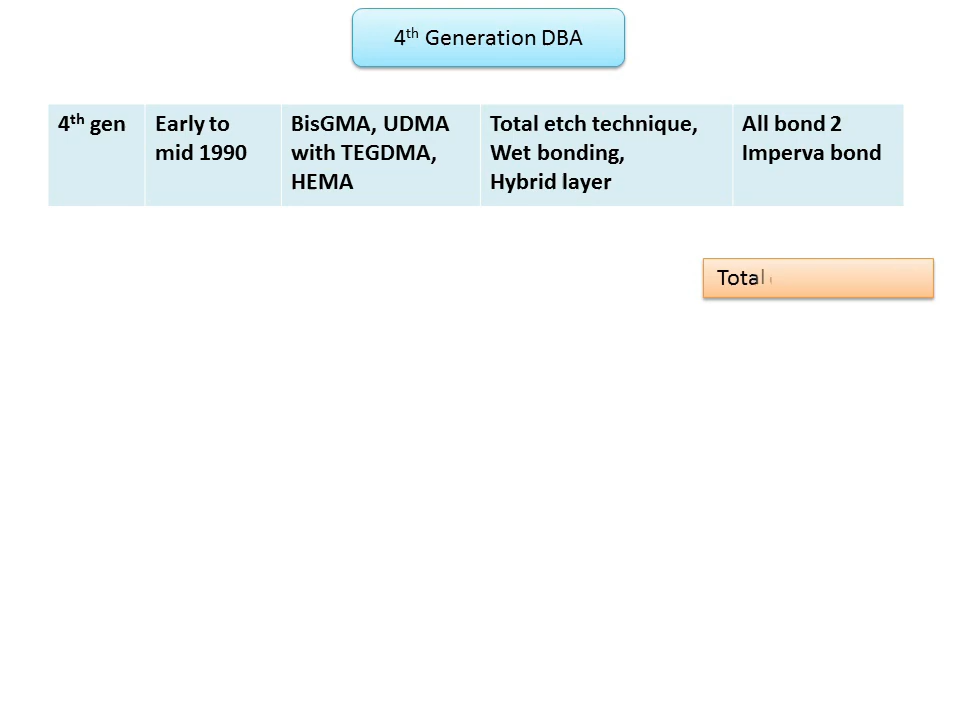 4th Generation DBA
4th gen
Early to
mid 1990
BisGMA, UDMA
with TEGDMA,
HEMA
Total etch technique,
Wet bonding,
Hybrid layer
All bond 2
Imperva bond
Total